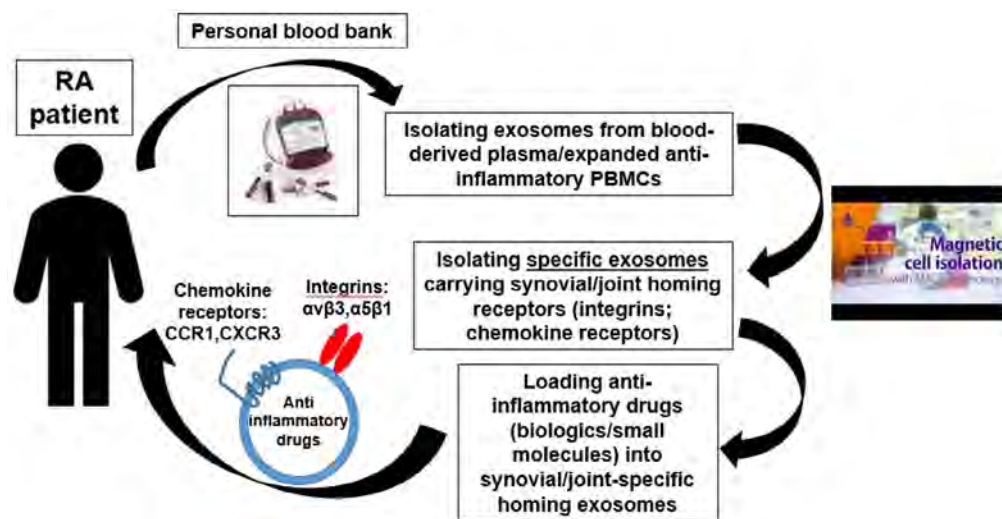 Personal blood bank
RA
patient
Isolating exosomes from blood-
derived plasma/expanded anti-
inflammatory PBMCs
Magnetic
cell isolation
Isolating specific exosomes
carrying synovial/joint homing
receptors (integrins;
chemokine receptors)
Chemokine
receptors:
CCR1,CXCR3
Integrins:
αvβ3,α5β1
Anti
inflammatory
drugs
Loading anti-
inflammatory drugs
(biologics/small
molecules) into
synovial/joint-specific
homing exosomes